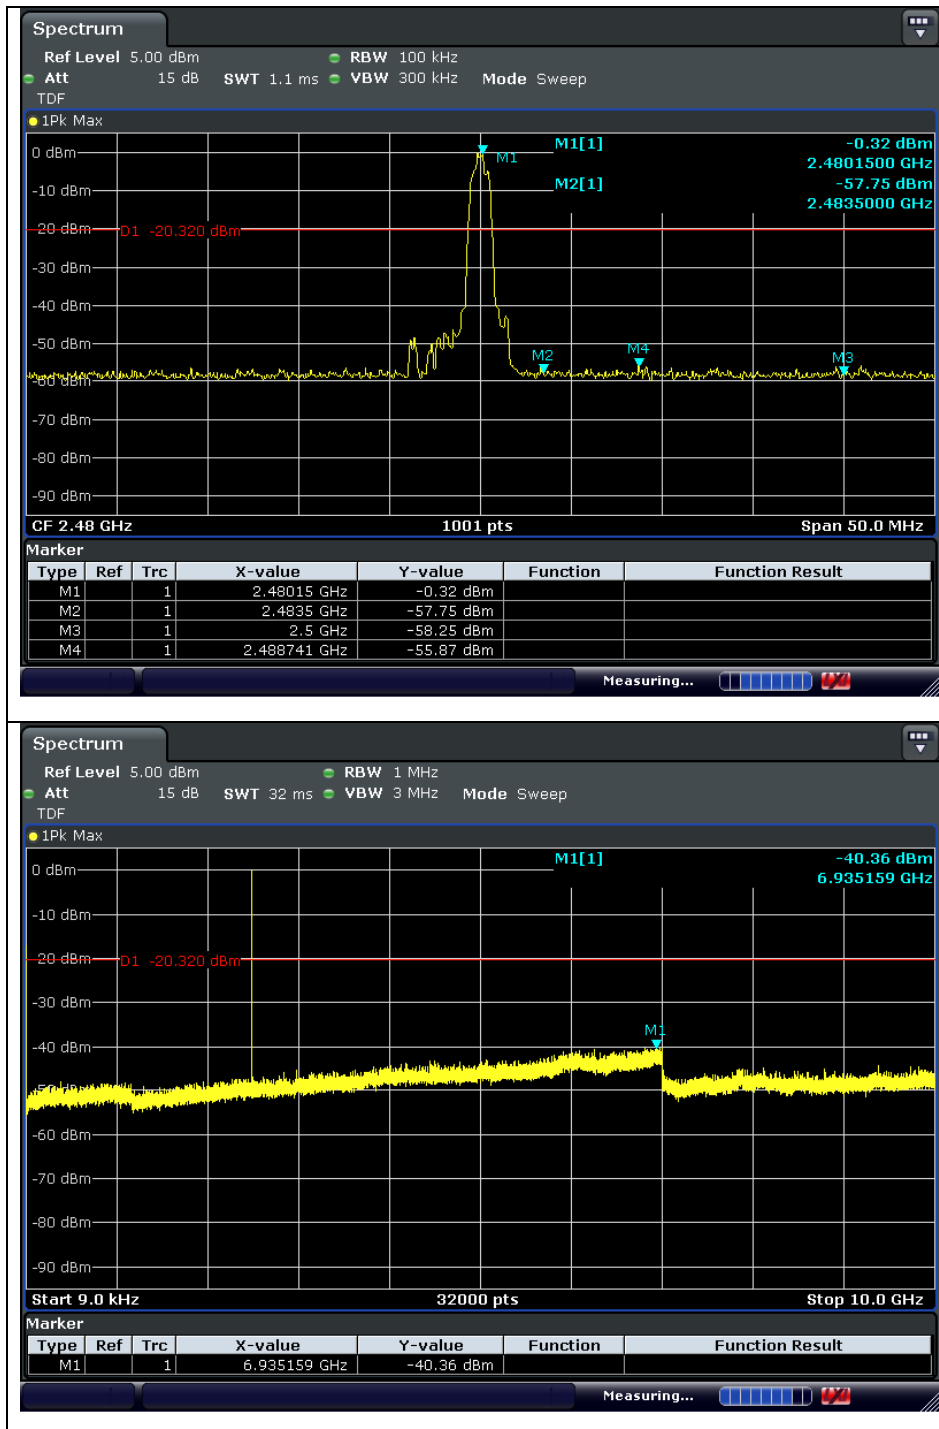 Spectrum
Ref Level 5.00 dBm RBW 100 kHz
Att 15 dB SWT 1.1 ms VBW 300 kHz Mode Sweep
TDF
1Pk Max
M1[1] -0.32 dBm
2.4801500 GHz
M2[1] -57.75 dBm
2.4835000 GHz
0 dBm
M1
-10 dBm
-20 dBm
D1 -20.320 dBm
-30 dBm
-40 dBm
-50 dBm
M2
M4
M3
-60 dBm
-70 dBm
-80 dBm
-90 dBm
CF 2.48 GHz 1001 pts Span 50.0 MHz
Marker
Type Ref Trc X-value Y-value Function Function Result
M1 1 2.48015 GHz -0.32 dBm
M2 1 2.4835 GHz -57.75 dBm
M3 1 2.5 GHz -58.25 dBm
M4 1 2.488741 GHz -55.87 dBm
Measuring...
Spectrum
Ref Level 5.00 dBm RBW 1 MHz
Att 15 dB SWT 32 ms VBW 3 MHz Mode Sweep
TDF
1Pk Max
M1[1] -40.36 dBm
6.935159 GHz
0 dBm
-10 dBm
-20 dBm
D1 -20.320 dBm
-30 dBm
M1
-40 dBm
-50 dBm
-60 dBm
-70 dBm
-80 dBm
-90 dBm
Start 9.0 kHz 32000 pts Stop 10.0 GHz
Marker
Type Ref Trc X-value Y-value Function Function Result
M1 1 6.935159 GHz -40.36 dBm
Measuring...